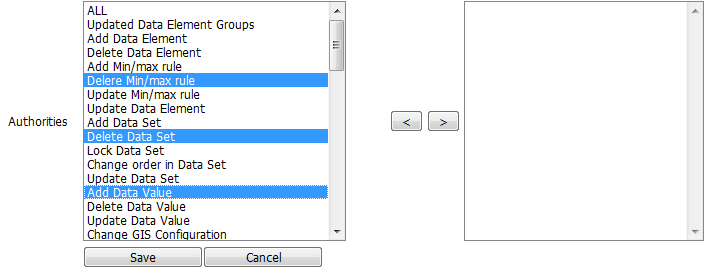 ALL
Updated Data Element Groups
Add Data Element
Delete Data Element
Add Min/max rule
Delere Min/max rule
Update Min/max rule
Update Data Element
Authorities
Add Data Set
Delete Data Set
Lock Data Set
Change order in Data Set
Update Data Set
Add Data Value
Delete Data Value
Update Data Value
Change GIS Configuration
< >
Save Cancel